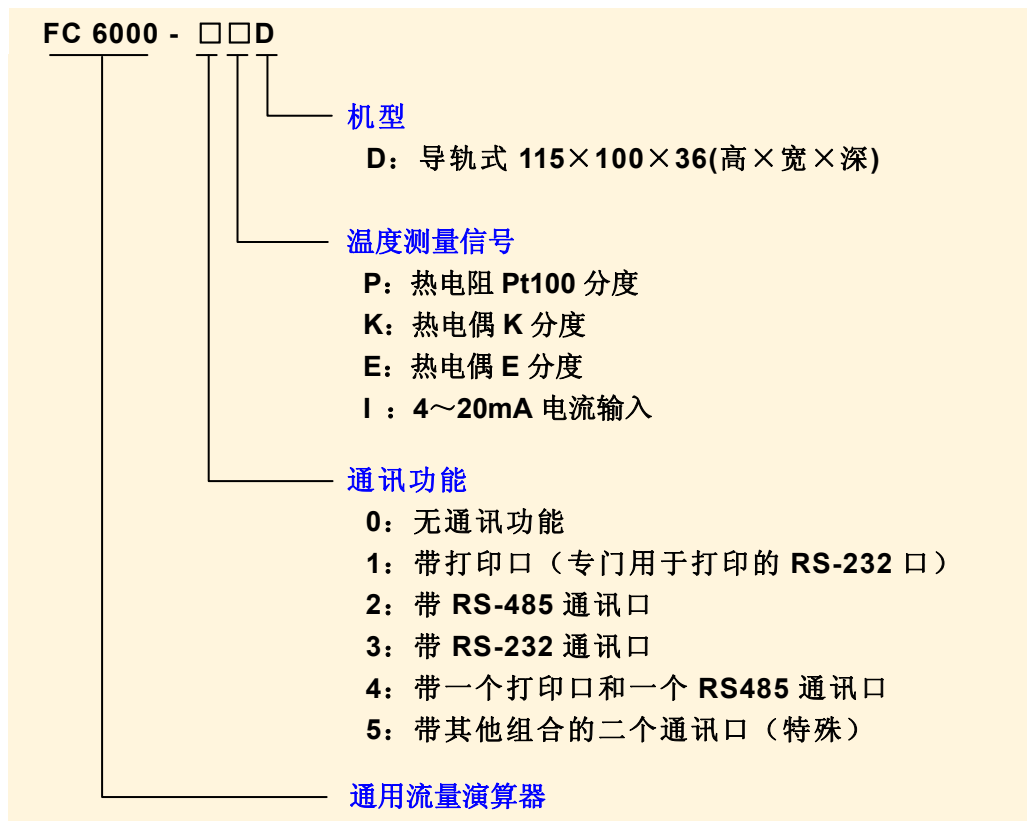 FC 6000 - □□D
机型
D：导轨式 115×100×36(高×宽×深)
温度测量信号
P：热电阻 Pt100 分度
K：热电偶 K 分度
E：热电偶 E 分度
I ：4～20mA 电流输入
通讯功能
0：无通讯功能
1：带打印口（专门用于打印的 RS-232 口）
2：带 RS-485 通讯口
3：带 RS-232 通讯口
4：带一个打印口和一个 RS485 通讯口
5：带其他组合的二个通讯口（特殊）
通用流量演算器